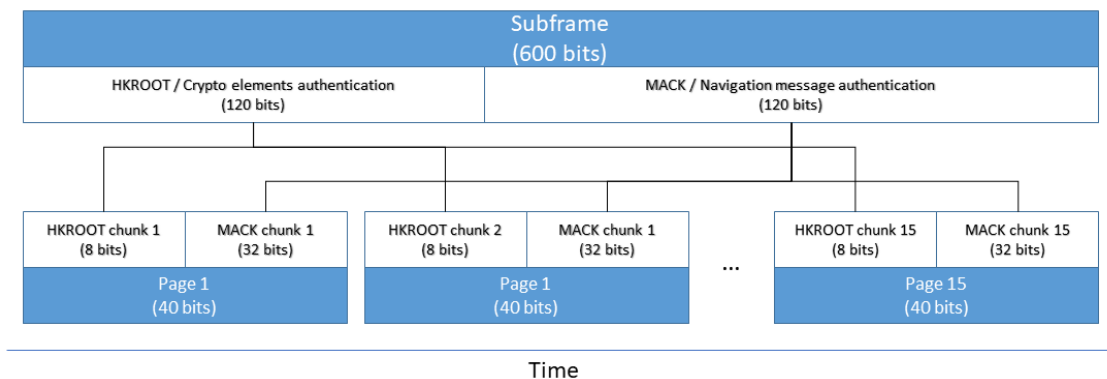 Subframe
(600 bits)
HKROOT / Crypto elements authentication
(120 bits)
MACK / Navigation message authentication
(120 bits)
HKROOT chunk 1
(8 bits)
MACK chunk 1
(32 bits)
HKROOT chunk 2
(8 bits)
MACK chunk 1
(32 bits)
HKROOT chunk 15
(8 bits)
MACK chunk 15
(32 bits)
...
Page 1
(40 bits)
Page 1
(40 bits)
Page 15
(40 bits)
Time